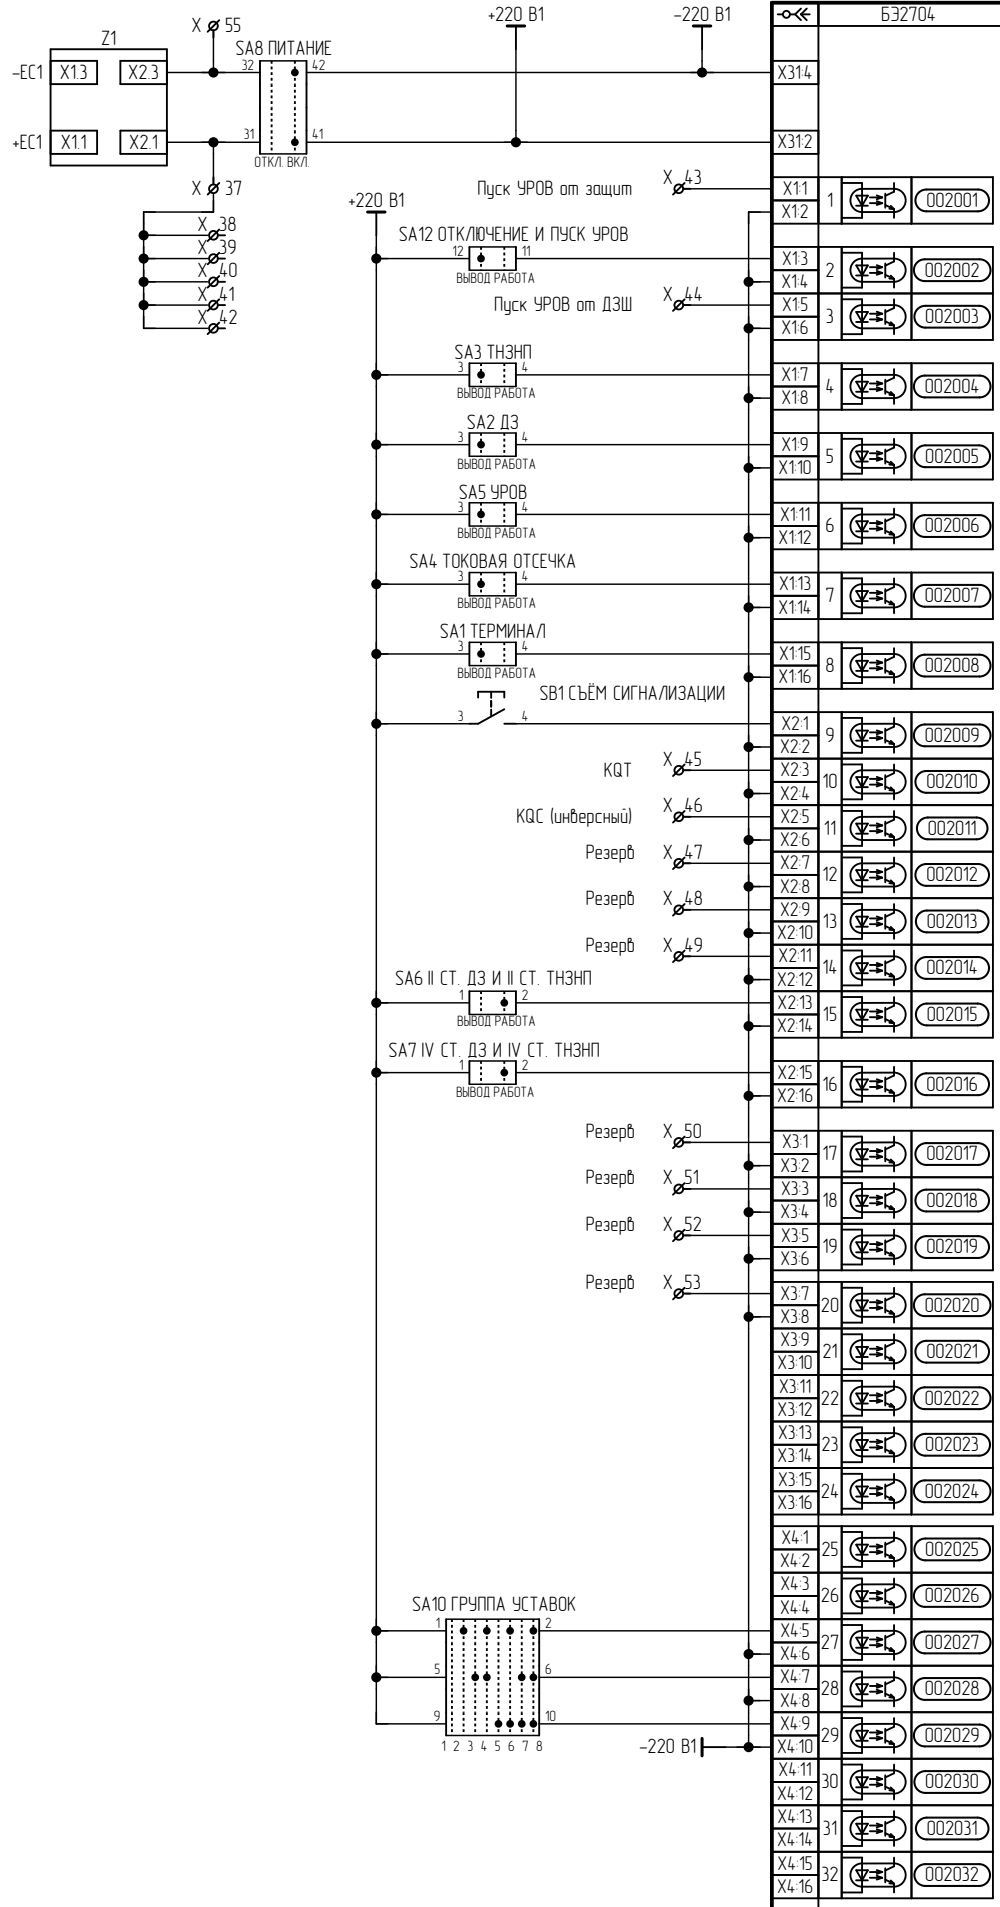 +220 В1
–220 В1
БЭ2704
X 55
Z1
SA8 ПИТАНИЕ
–EC1 X1.3 X2.3 32 42 X31:4
+EC1 X1.1 X2.1 31 41 X31:2
ОТКЛ. ВКЛ.
X 37
X 38
X 39
X 40
X 41
X 42
+220 В1
Пуск УРОВ от защит X 43 X1:1
X1:2
1 002001
SA12 ОТКЛЮЧЕНИЕ И ПУСК УРОВ
12 11 X1:3
X1:4
2 002002
ВЫВОД РАБОТА
Пуск УРОВ от ДЗШ X 44 X1:5
X1:6
3 002003
SA3 ТНЗНП
3 4 X1:7
X1:8
4 002004
ВЫВОД РАБОТА
SA2 ДЗ
3 4 X1:9
X1:10
5 002005
ВЫВОД РАБОТА
SA5 УРОВ
3 4 X1:11
X1:12
6 002006
ВЫВОД РАБОТА
SA4 ТОКОВАЯ ОТСЕЧКА
3 4 X1:13
X1:14
7 002007
ВЫВОД РАБОТА
SA1 ТЕРМИНАЛ
3 4 X1:15
X1:16
8 002008
ВЫВОД РАБОТА
SB1 СЪЁМ СИГНАЛИЗАЦИИ
3 4 X2:1
X2:2
9 002009
KQT X 45 X2:3
X2:4
10 002010
KQC (инверсный) X 46 X2:5
X2:6
11 002011
Резерв X 47 X2:7
X2:8
12 002012
Резерв X 48 X2:9
X2:10
13 002013
Резерв X 49 X2:11
X2:12
14 002014
SA6 II СТ. ДЗ И II СТ. ТНЗНП
1 2 X2:13
X2:14
15 002015
ВЫВОД РАБОТА
SA7 IV СТ. ДЗ И IV СТ. ТНЗНП
1 2 X2:15
X2:16
16 002016
ВЫВОД РАБОТА
Резерв X 50 X3:1
X3:2
17 002017
Резерв X 51 X3:3
X3:4
18 002018
Резерв X 52 X3:5
X3:6
19 002019
Резерв X 53 X3:7
X3:8
20 002020
X3:9
X3:10
21 002021
X3:11
X3:12
22 002022
X3:13
X3:14
23 002023
X3:15
X3:16
24 002024
X4:1
X4:2
25 002025
X4:3
X4:4
26 002026
SA10 ГРУППА УСТАВОК
1 2 X4:5
X4:6
27 002027
5 6 X4:7
X4:8
28 002028
9 10 X4:9
1 2 3 4 5 6 7 8
–220 В1 X4:10
29 002029
X4:11
X4:12
30 002030
X4:13
X4:14
31 002031
X4:15
X4:16
32 002032